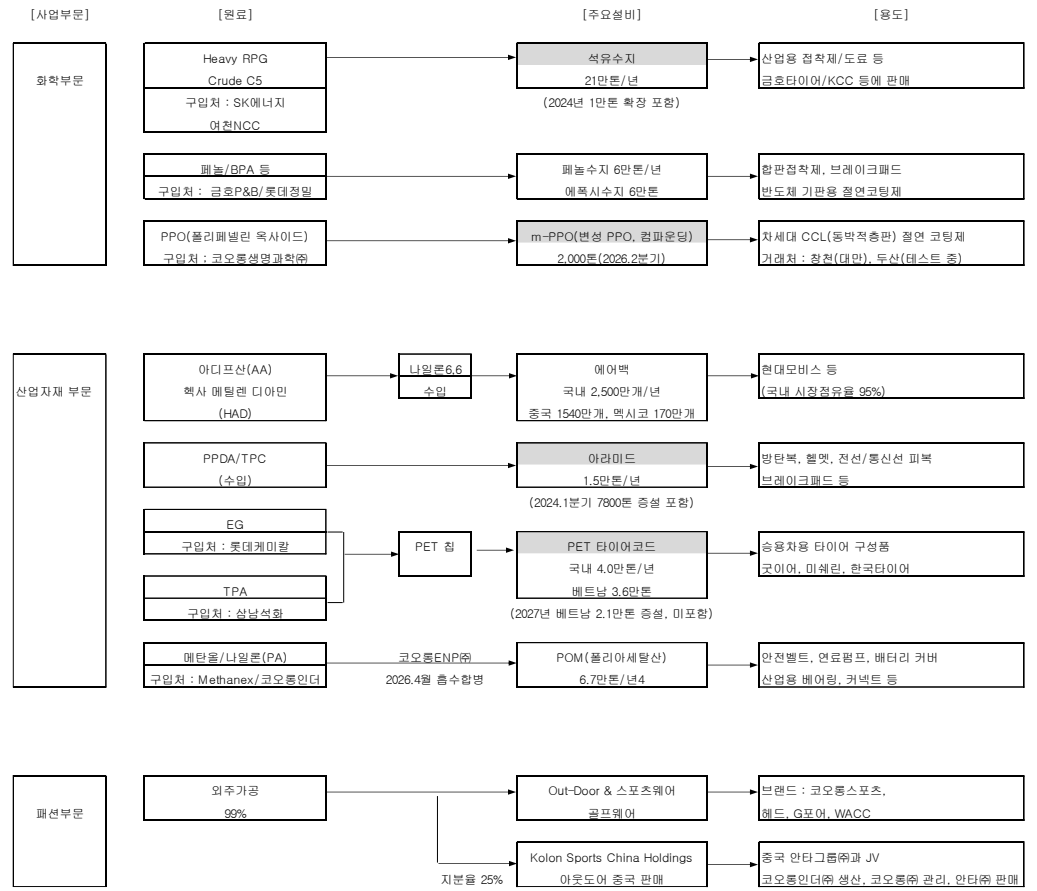 [사업부문]
[원료]
[주요설비]
[용도]
화학부문
Heavy RPG
Crude C5
구입처 : SK에너지
여천NCC
석유수지
21만톤/년
(2024년 1만톤 확장 포함)
산업용 접착제/도료 등
금호타이어/KCC 등에 판매
페놀/BPA 등
구입처 : 금호P&B/롯데정밀
페놀수지 6만톤/년
에폭시수지 6만톤
합판접착제, 브레이크패드
반도체 기판용 절연코팅제
PPO(폴리페넬린 옥사이드)
구입처 : 코오롱생명과학㈜
m-PPO(변성 PPO, 컴파운딩)
2,000톤(2026.2분기)
차세대 CCL(동박적층판) 절연 코팅제
거래처 : 창천(대만), 두산(테스트 중)
산업자재 부문
아디프산(AA)
헥사 메틸렌 디아민
(HAD)
나일론6,6
수입
에어백
국내 2,500만개/년
중국 1540만개, 멕시코 170만개
현대모비스 등
(국내 시장점유율 95%)
PPDA/TPC
(수입)
아라미드
1.5만톤/년
(2024.1분기 7800톤 증설 포함)
방탄복, 헬멧, 전선/통신선 피복
브레이크패드 등
EG
구입처 : 롯데케미칼
TPA
구입처 : 삼남석화
PET 칩
PET 타이어코드
국내 4.0만톤/년
베트남 3.6만톤
(2027년 베트남 2.1만톤 증설, 미포함)
승용차용 타이어 구성품
굿이어, 미쉐린, 한국타이어
메탄올/나일론(PA)
구입처 : Methanex/코오롱인더
코오롱ENP㈜
2026.4월 흡수합병
POM(폴리아세탈산)
6.7만톤/년4
안전벨트, 연료펌프, 배터리 커버
산업용 베어링, 커넥트 등
패션부문
외주가공
99%
지분율 25%
Out-Door & 스포츠웨어
골프웨어
브랜드 : 코오롱스포츠,
헤드, G포어, WACC
Kolon Sports China Holdings
아웃도어 중국 판매
중국 안타그룹㈜과 JV
코오롱인더㈜ 생산, 코오롱㈜ 관리, 안타㈜ 판매